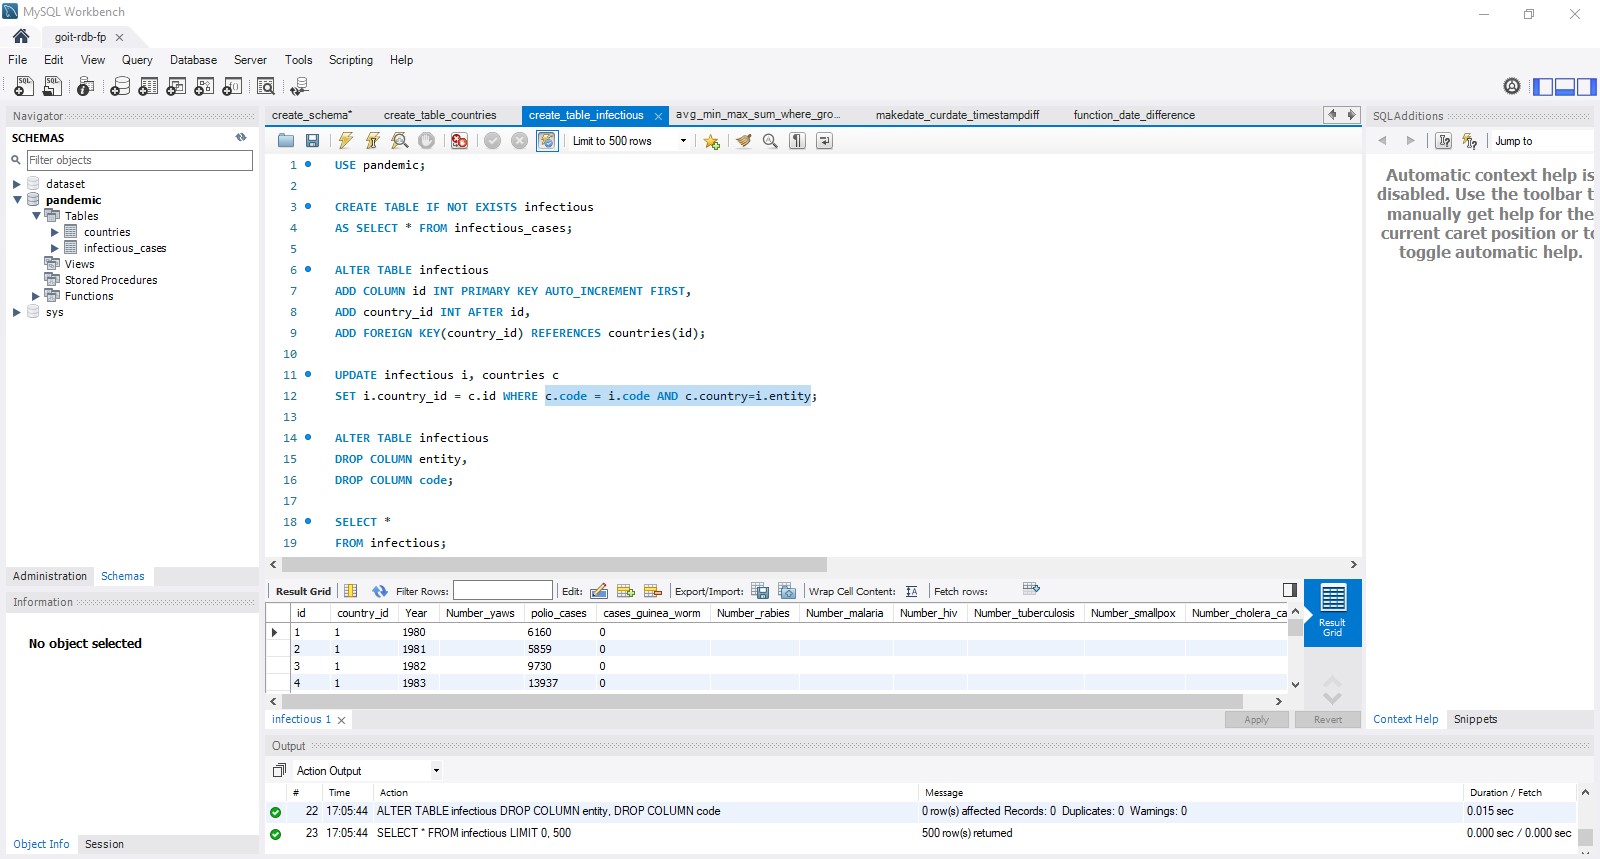 MySQL Workbench
goit-rdb-fp
File Edit View Query Database Server Tools Scripting Help
Navigator
SCHEMAS
Filter objects
dataset
pandemic
Tables
countries
infectious_cases
Views
Stored Procedures
Functions
sys
Administration Schemas
Information
No object selected
Object Info Session
create_schema* create_table_countries create_table_infectious avg_min_max_sum_where_gro... makedate_curdate_timestampdiff function_date_difference
Limit to 500 rows
1 USE pandemic;
2
3 CREATE TABLE IF NOT EXISTS infectious
4 AS SELECT * FROM infectious_cases;
5
6 ALTER TABLE infectious
7 ADD COLUMN id INT PRIMARY KEY AUTO_INCREMENT FIRST,
8 ADD country_id INT AFTER id,
9 ADD FOREIGN KEY(country_id) REFERENCES countries(id);
10
11 UPDATE infectious i, countries c
12 SET i.country_id = c.id WHERE c.code = i.code AND c.country=i.entity;
13
14 ALTER TABLE infectious
15 DROP COLUMN entity,
16 DROP COLUMN code;
17
18 SELECT *
19 FROM infectious;
Result Grid Filter Rows: Edit: Export/Import: Wrap Cell Content: Fetch rows:
id country_id Year Number_yaws polio_cases cases_guinea_worm Number_rabies Number_malaria Number_hiv Number_tuberculosis Number_smallpox Number_cholera_ca
1 1 1980 6160 0
2 1 1981 5859 0
3 1 1982 9730 0
4 1 1983 13937 0
Result
Grid
infectious 1
Apply Revert
SQLAdditions
Jump to
Automatic context help is
disabled. Use the toolbar t
manually get help for the
current caret position or to
toggle automatic help.
Context Help Snippets
Output
Action Output
# Time Action Message Duration / Fetch
22 17:05:44 ALTER TABLE infectious DROP COLUMN entity, DROP COLUMN code 0 row(s) affected Records: 0 Duplicates: 0 Warnings: 0 0.015 sec
23 17:05:44 SELECT * FROM infectious LIMIT 0, 500 500 row(s) returned 0.000 sec / 0.000 sec